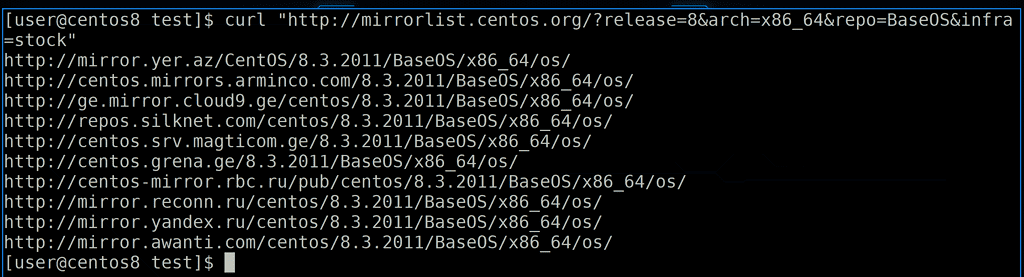 [user@centos8 test]$ curl "http://mirrorlist.centos.org/?release=8&arch=x86_64&repo=BaseOS&infra
=stock"
http://mirror.yer.az/CentOS/8.3.2011/BaseOS/x86_64/os/
http://centos.mirrors.arminco.com/8.3.2011/BaseOS/x86_64/os/
http://ge.mirror.cloud9.ge/centos/8.3.2011/BaseOS/x86_64/os/
http://repos.silknet.com/centos/8.3.2011/BaseOS/x86_64/os/
http://centos.srv.magticom.ge/8.3.2011/BaseOS/x86_64/os/
http://centos.grena.ge/8.3.2011/BaseOS/x86_64/os/
http://centos-mirror.rbc.ru/pub/centos/8.3.2011/BaseOS/x86_64/os/
http://mirror.reconn.ru/centos/8.3.2011/BaseOS/x86_64/os/
http://mirror.yandex.ru/centos/8.3.2011/BaseOS/x86_64/os/
http://mirror.awanti.com/centos/8.3.2011/BaseOS/x86_64/os/
[user@centos8 test]$